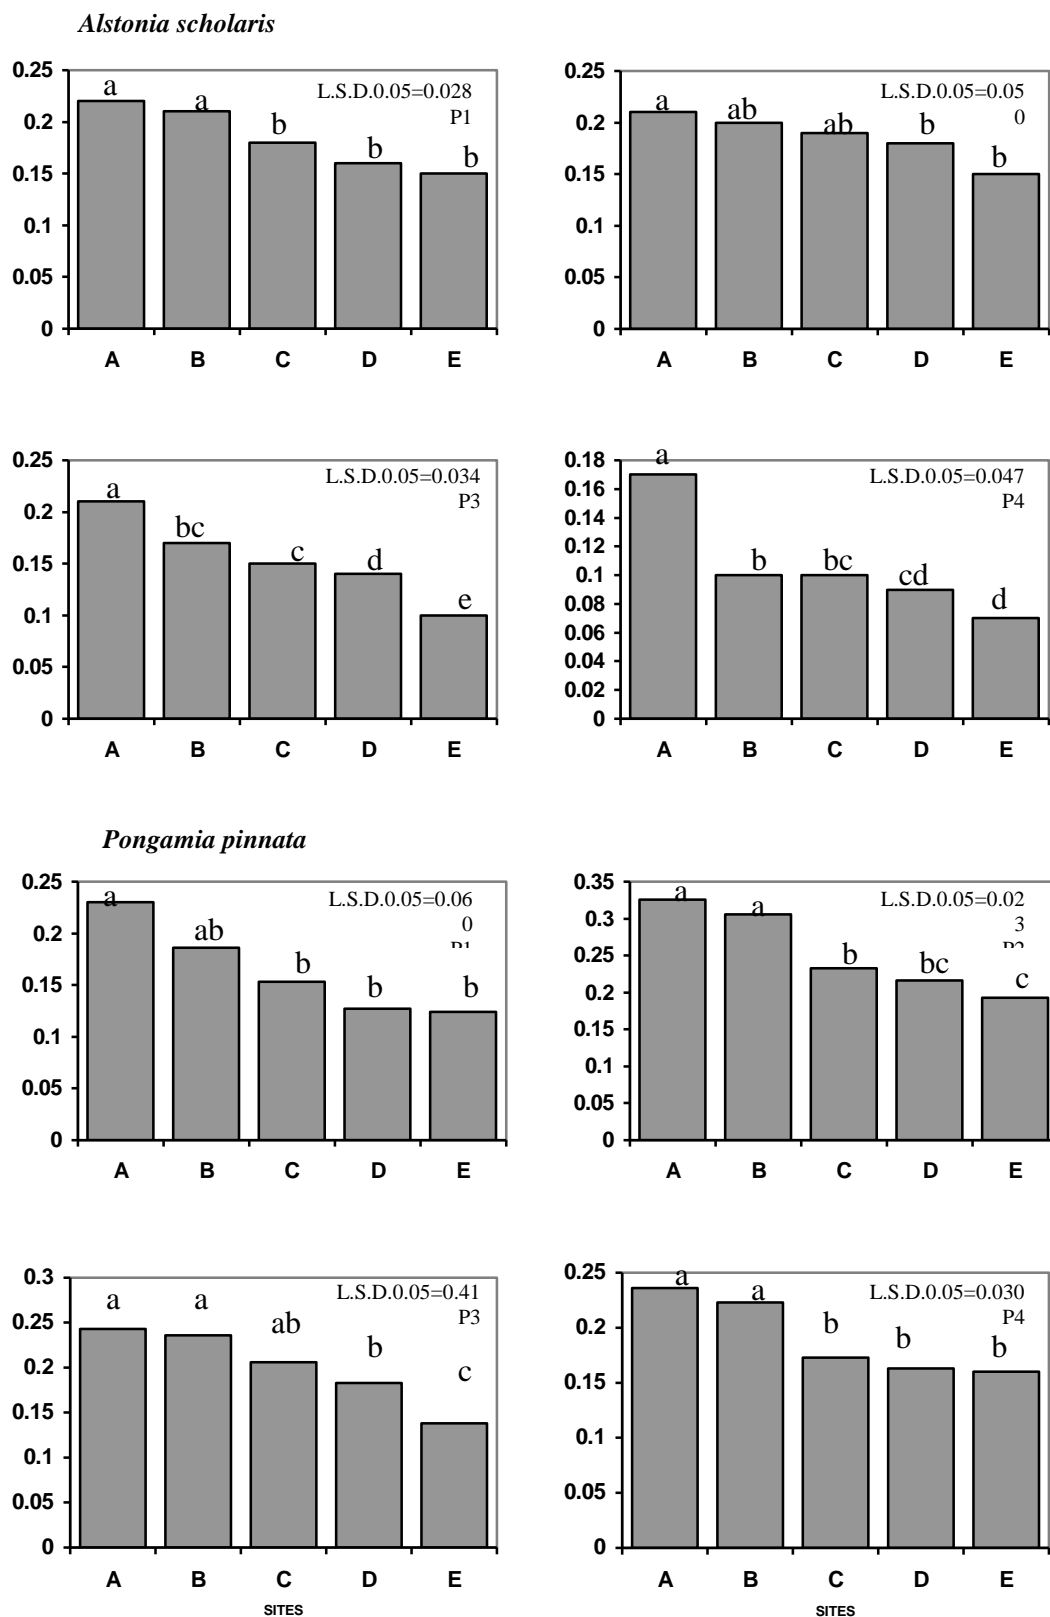 Alstonia scholaris
L.S.D.0.05=0.028
P1
0.25
0.2
0.15
0.1
0.05
0
a
a
b
b
b
A B C D E
L.S.D.0.05=0.05
0
0.25
0.2
0.15
0.1
0.05
0
a
ab
ab
b
b
A B C D E
L.S.D.0.05=0.034
P3
0.25
0.2
0.15
0.1
0.05
0
a
bc
c
d
e
A B C D E
L.S.D.0.05=0.047
P4
0.18
0.16
0.14
0.12
0.1
0.08
0.06
0.04
0.02
0
a
b
bc
cd
d
A B C D E
Pongamia pinnata
L.S.D.0.05=0.06
0
P1
0.25
0.2
0.15
0.1
0.05
0
a
ab
b
b
b
A B C D E
L.S.D.0.05=0.02
3
P2
0.35
0.3
0.25
0.2
0.15
0.1
0.05
0
a
a
b
bc
c
A B C D E
L.S.D.0.05=0.41
P3
0.3
0.25
0.2
0.15
0.1
0.05
0
a
a
ab
b
c
A B C D E
SITES
L.S.D.0.05=0.030
P4
0.25
0.2
0.15
0.1
0.05
0
a
a
b
b
b
A B C D E
SITES